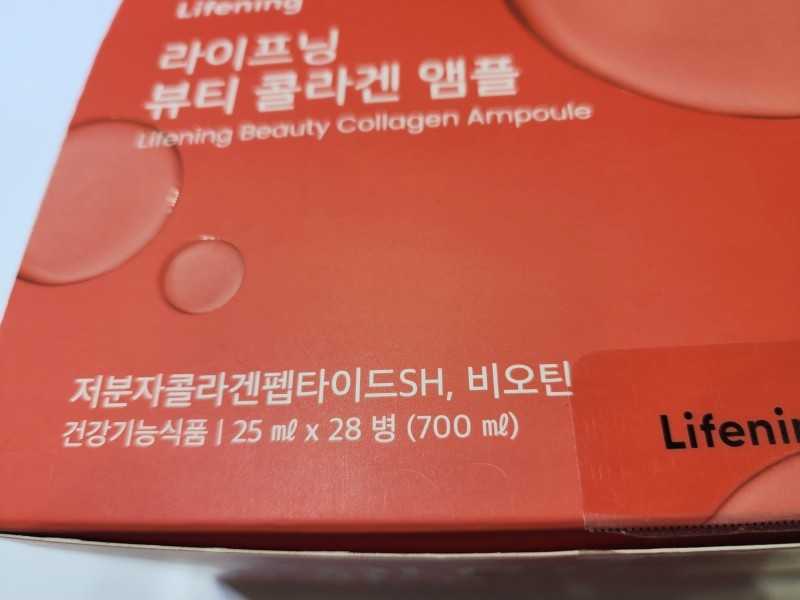 Lifening
라이프닝
뷰티 콜라겐 앰플
Lifening Beauty Collagen Ampoule
저분자콜라겐펩타이드SH, 비오틴
건강기능식품 | 25 ㎖ x 28 병 (700 ㎖)